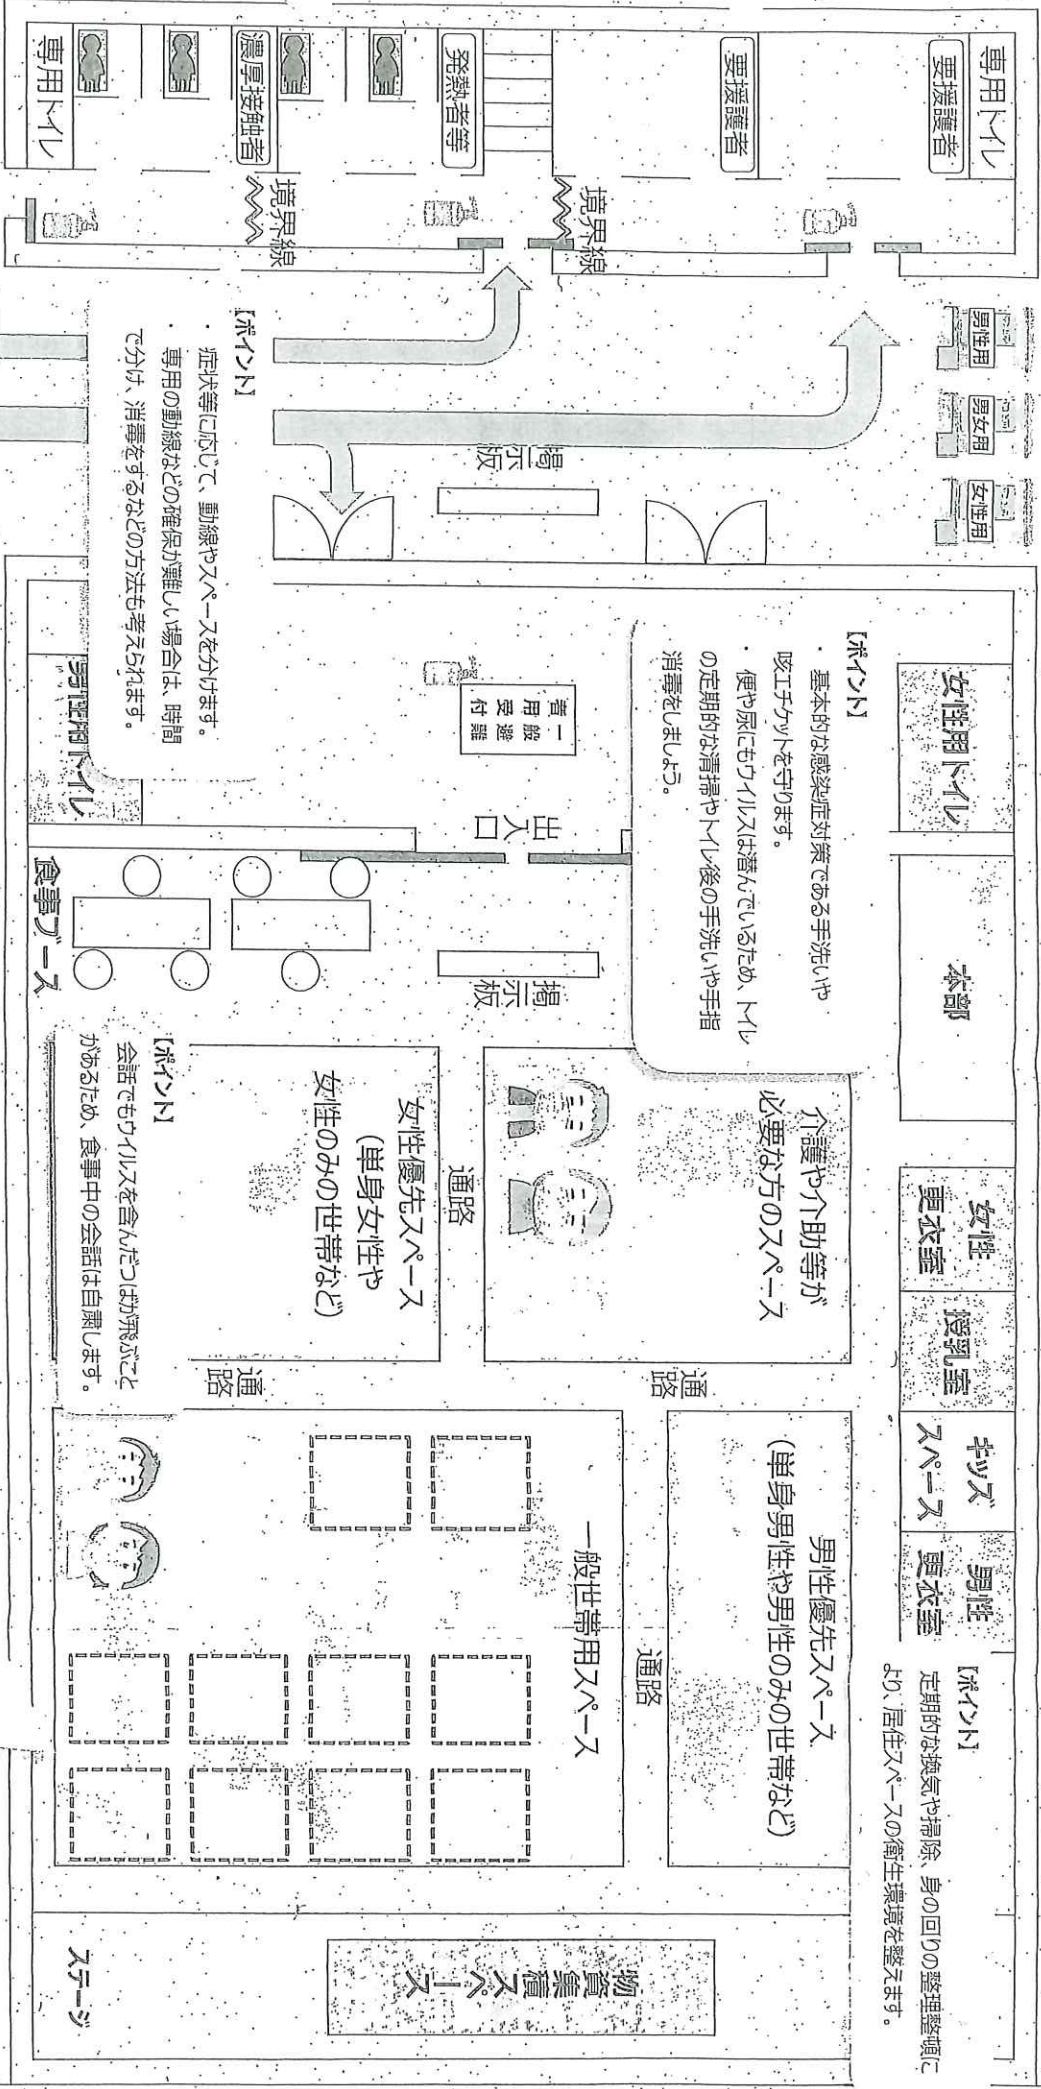 専用トイレ
要援護者
要援護者
発熱者等
濃厚接触者
専用トイレ
境界線
境界線
男性用
男女用
女性用
掲示板
【ポイント】
・ 症状等に応じて、動線やスペースを分けます。
・ 専用の動線などの確保が難しい場合は、時間
で分け、消毒をするなどの方法も考えられます。
女性用トイレ
本部
女性
更衣室
授乳室
キッズ
スペース
男性
更衣室
【ポイント】
定期的な換気や掃除、身の回りの整理整頓に
より、居住スペースの衛生環境を整えます。
【ポイント】
・ 基本的な感染症対策である手洗いや
咳エチケットを守ります。
・ 便や尿にもウイルスは潜んでいるため、トイレ
の定期的な清掃やトイレ後の手洗いや手指
消毒をしましょう。
一般避難
者用受付
出入口
掲示板
男性用トイレ
食事ブース
介護や介助等が
必要な方のスペース
通路
女性優先スペース
(単身女性や
女性のみの世帯など)
【ポイント】
会話でもウイルスを含んだつばが飛ぶこと
があるため、食事中の会話は自粛します。
通路
通路
男性優先スペース
(単身男性や男性のみの世帯など)
通路
一般世帯用スペース
物資集積スペース
ステージ